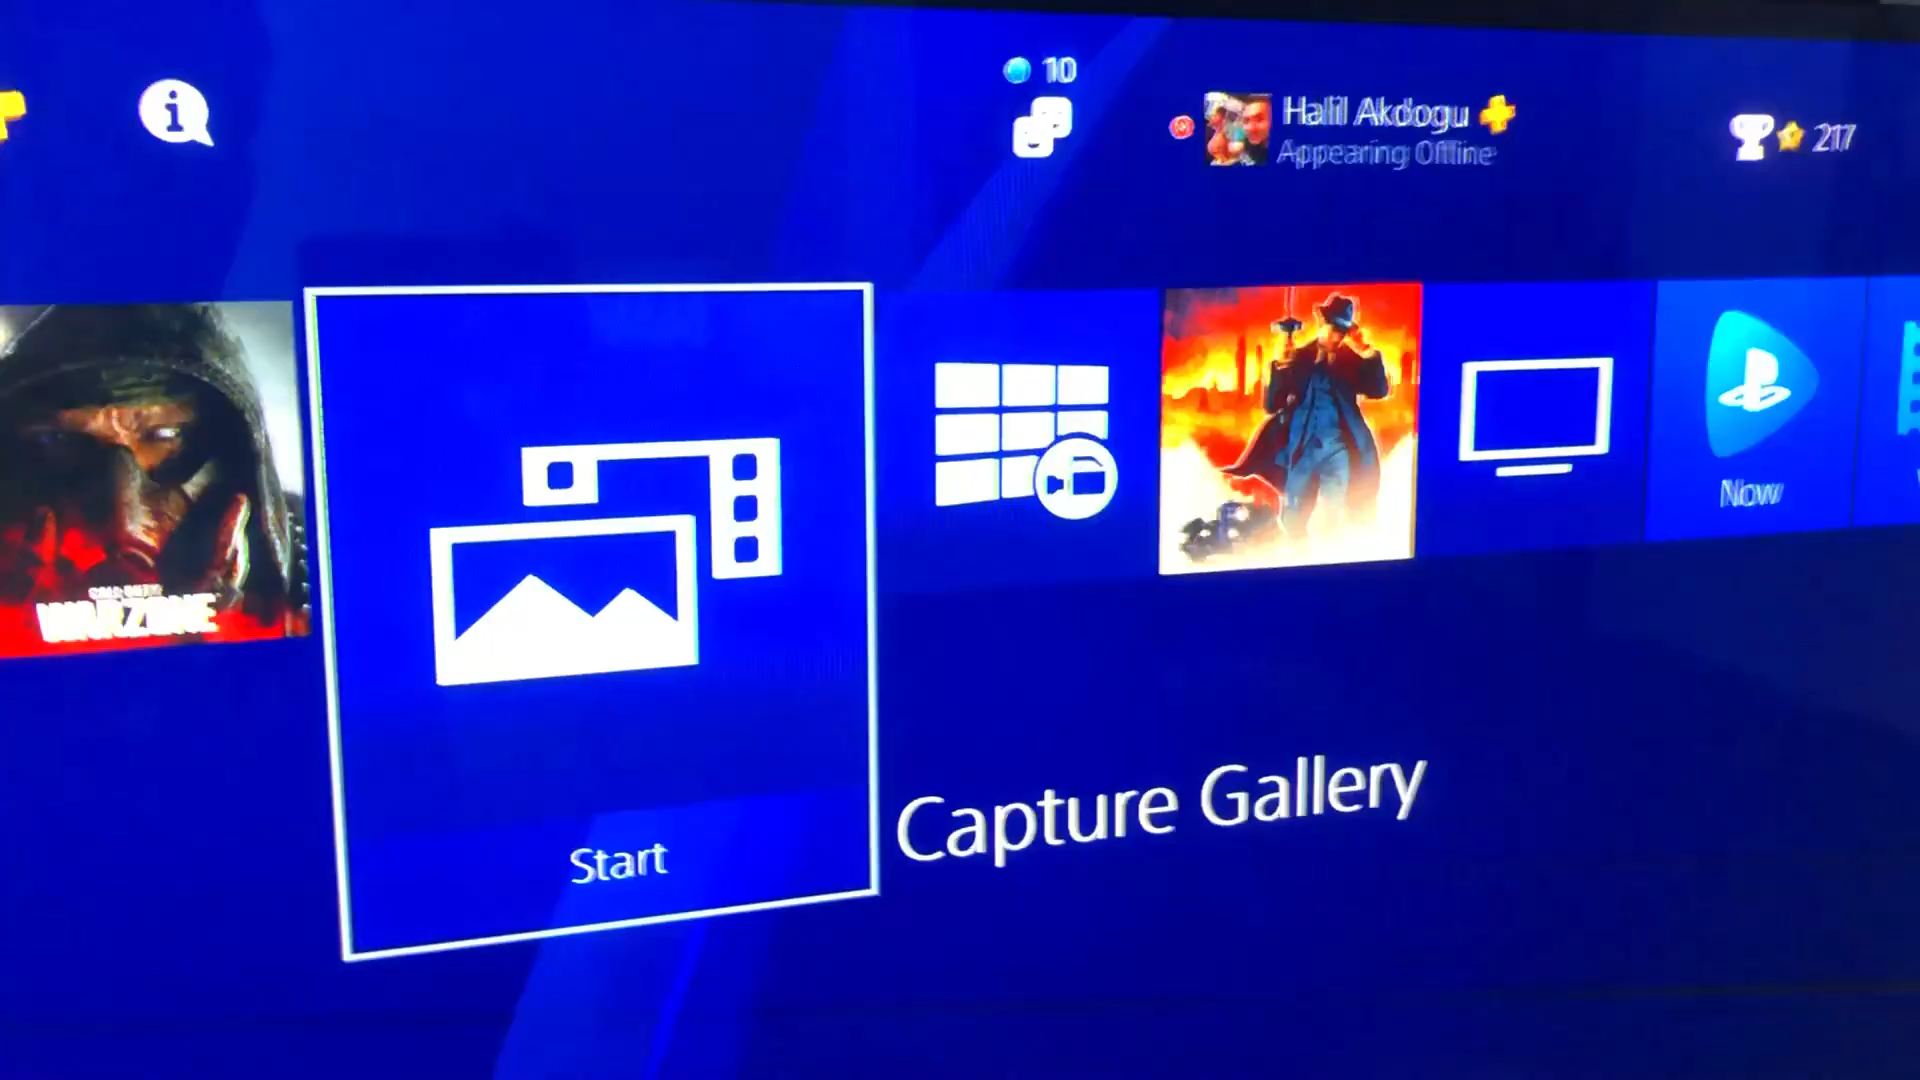 10
Halil Akdogu
Appearing Offline
217
CALL OF DUTY
WARZONE
Now
Start
Capture Gallery